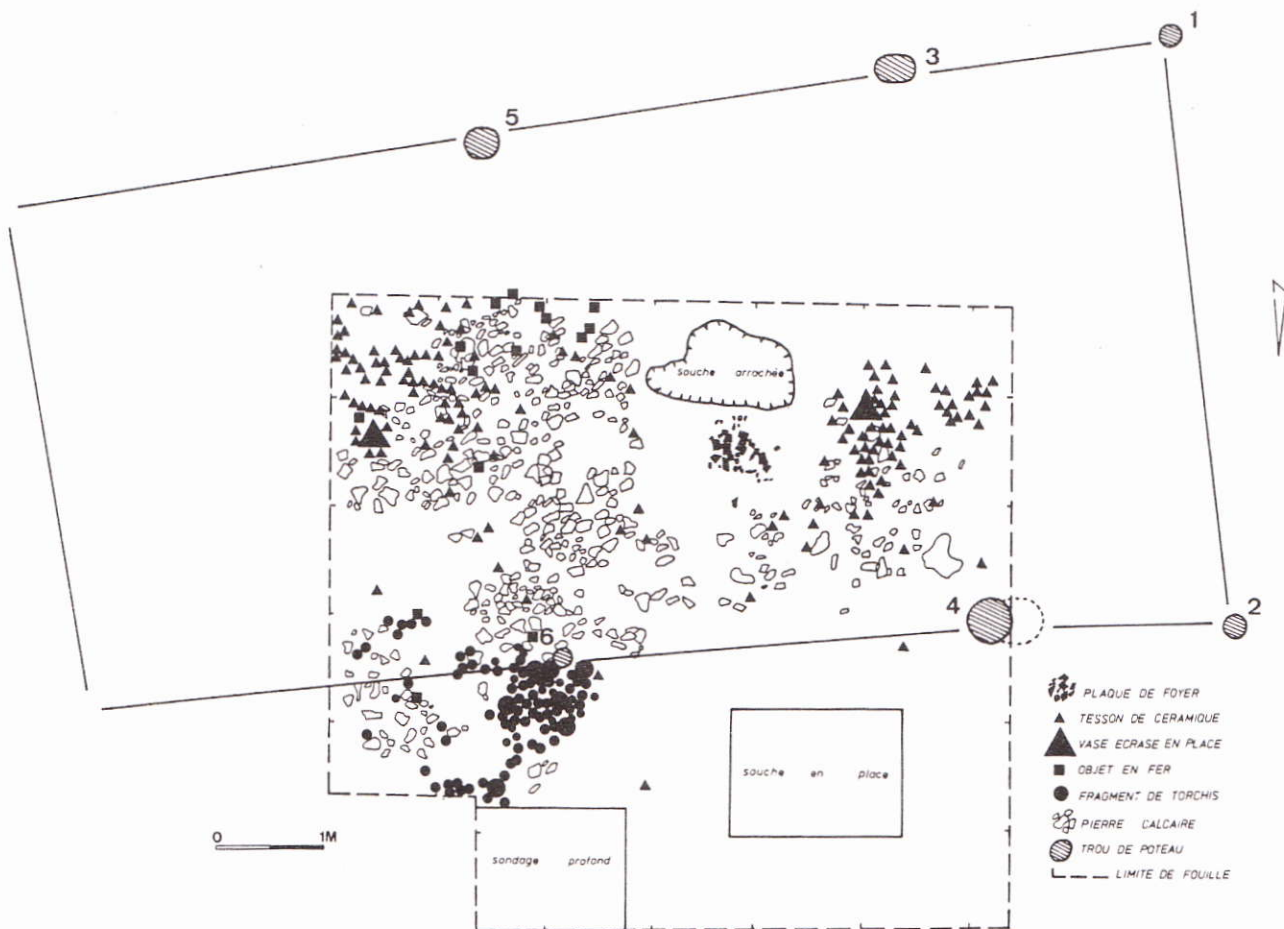 1
3
5
souche arrachée
4
2
6
PLAQUE DE FOYER
TESSON DE CERAMIQUE
VASE ECRASE EN PLACE
OBJET EN FER
FRAGMENT DE TORCHIS
PIERRE CALCAIRE
TROU DE POTEAU
LIMITE DE FOUILLE
souche en place
0 1M
sondage profond